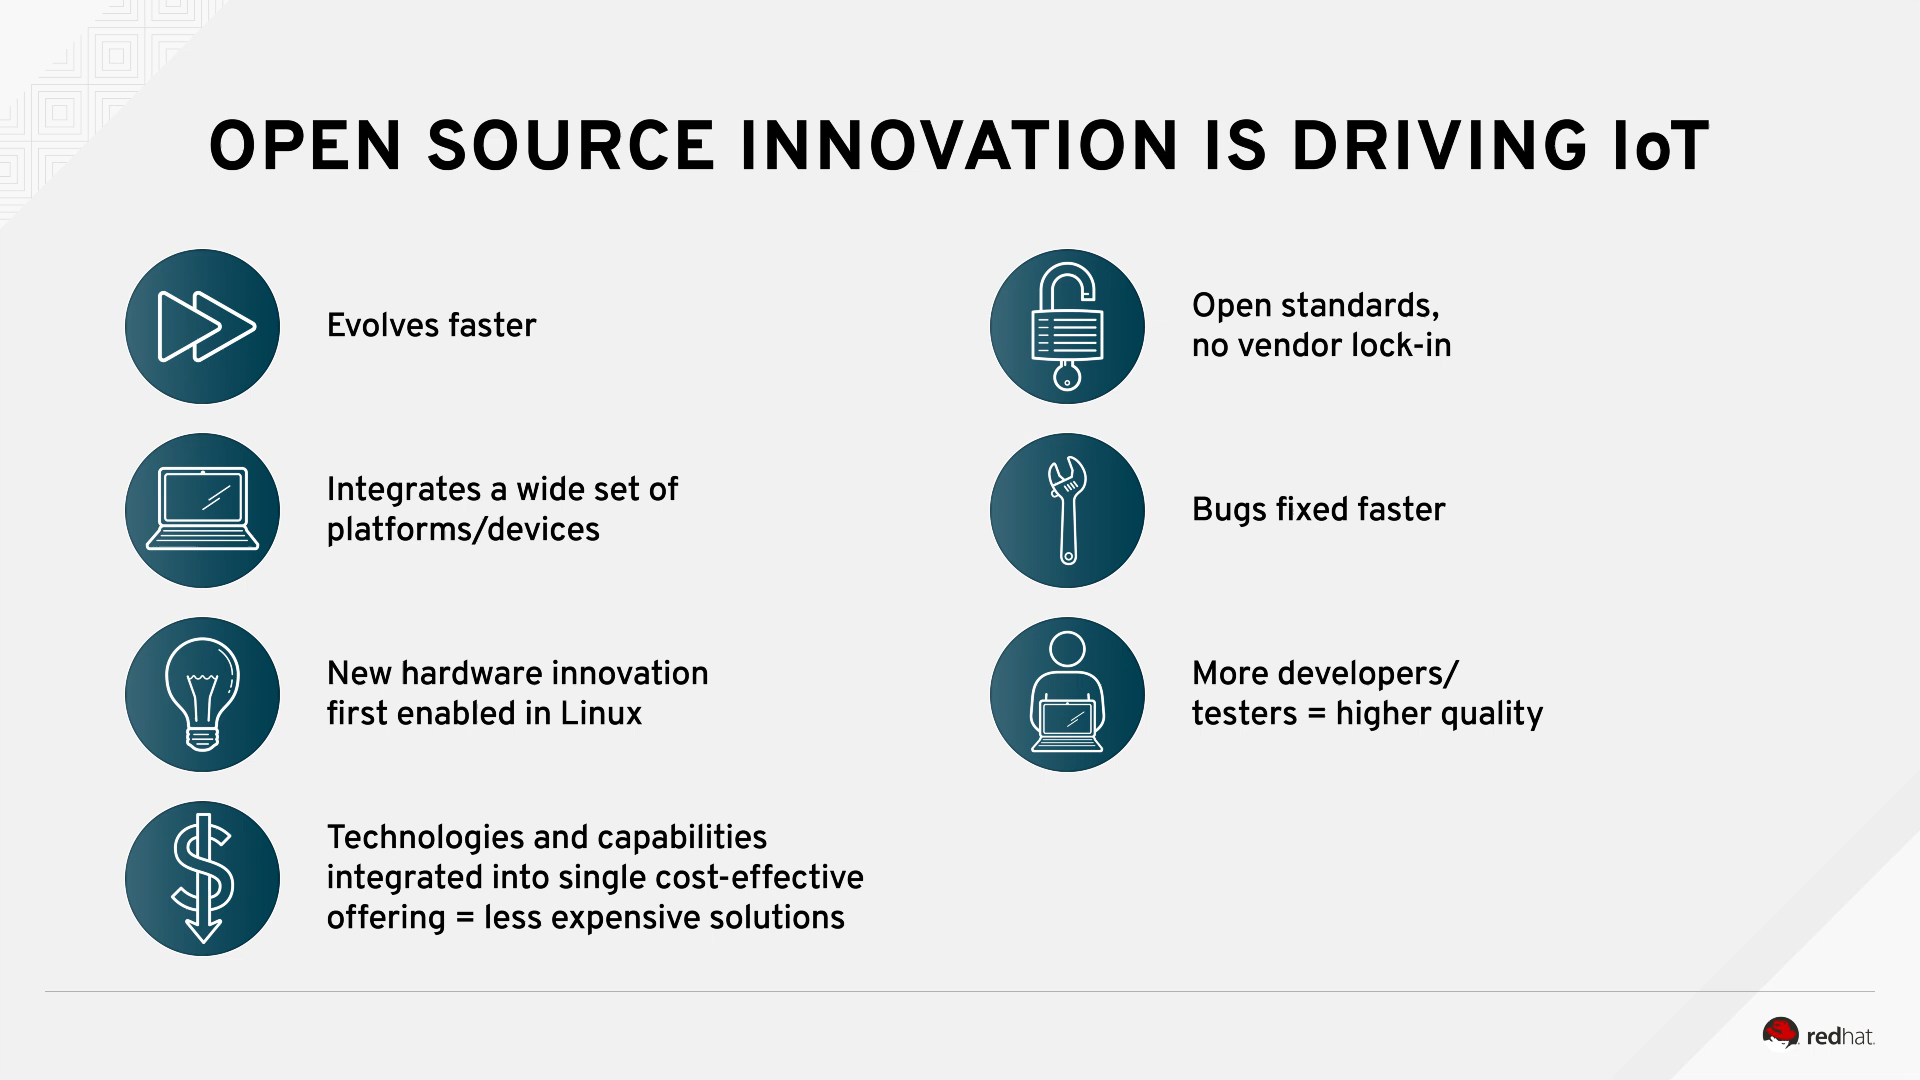 OPEN SOURCE INNOVATION IS DRIVING IoT
Evolves faster
Integrates a wide set of
platforms/devices
New hardware innovation
first enabled in Linux
Technologies and capabilities
integrated into single cost-effective
offering = less expensive solutions
Open standards,
no vendor lock-in
Bugs fixed faster
More developers/
testers = higher quality
redhat.